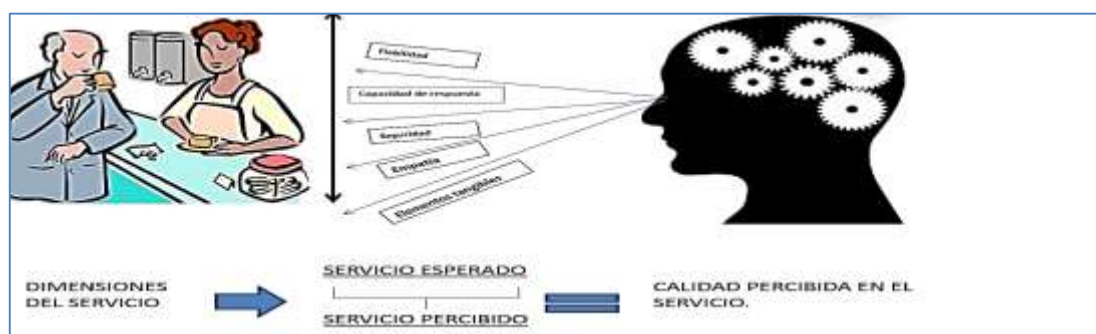 Fiabilidad
Capacidad de respuesta
Seguridad
Empatía
Elementos tangibles
DIMENSIONES
DEL SERVICIO
SERVICIO ESPERADO
SERVICIO PERCIBIDO
CALIDAD PERCIBIDA EN EL
SERVICIO.